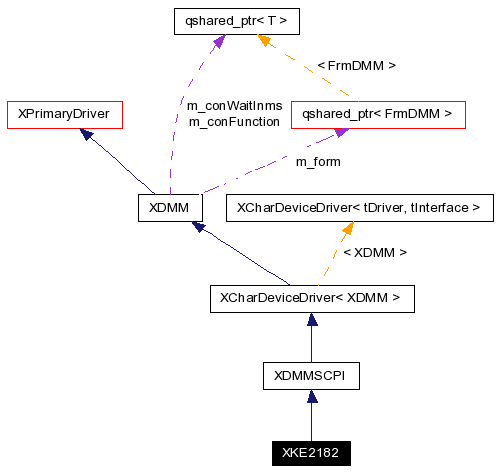 qshared_ptr< T >
< FrmDMM >
m_conWaitInms
m_conFunction
XPrimaryDriver
qshared_ptr< FrmDMM >
m_form
XDMM
XCharDeviceDriver< tDriver, tInterface >
< XDMM >
XCharDeviceDriver< XDMM >
XDMMSCPI
XKE2182